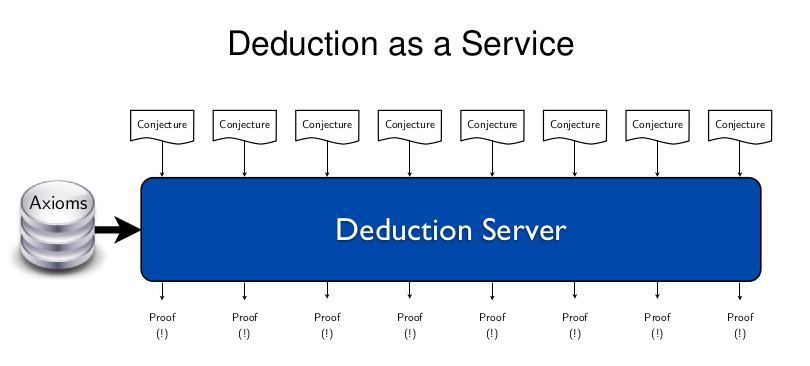 Deduction as a Service
Conjecture Conjecture Conjecture Conjecture Conjecture Conjecture Conjecture Conjecture
Axioms
Deduction Server
Proof Proof Proof Proof Proof Proof Proof Proof
(!) (!) (!) (!) (!) (!) (!) (!)